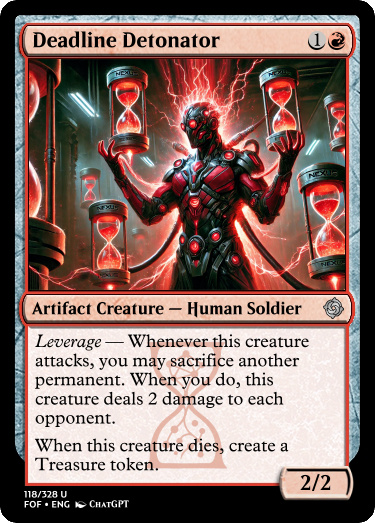 Deadline Detonator 1
NEXUS
NEXUS
Artifact Creature — Human Soldier
Leverage — Whenever this creature
attacks, you may sacrifice another
permanent. When you do, this
creature deals 2 damage to each
opponent.
When this creature dies, create a
Treasure token.
2/2
118/328 U
FOF • ENG ChatGPT